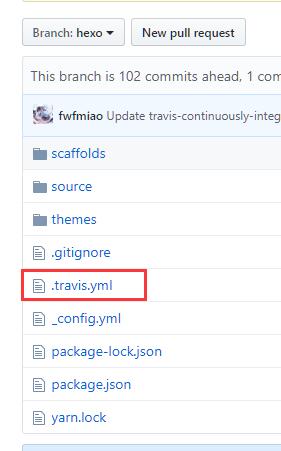 Branch: hexo New pull request
This branch is 102 commits ahead, 1 com
fwfmiao Update travis-continuously-integ
scaffolds
source
themes
.gitignore
.travis.yml
_config.yml
package-lock.json
package.json
yarn.lock